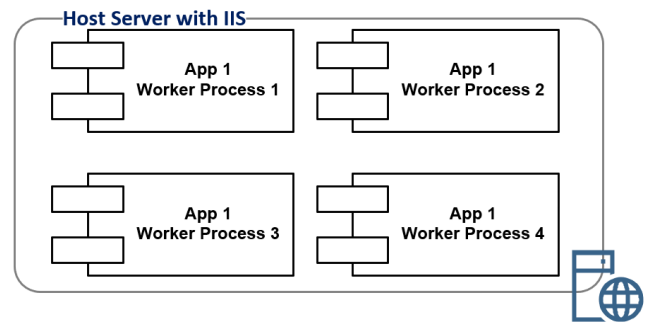 Host Server with IIS
App 1
Worker Process 1
App 1
Worker Process 2
App 1
Worker Process 3
App 1
Worker Process 4